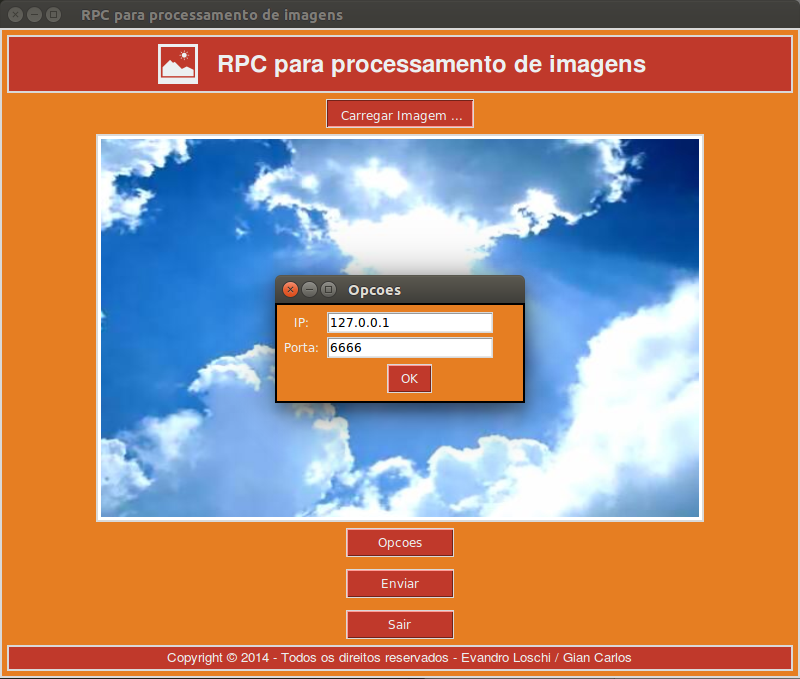 RPC para processamento de imagens
RPC para processamento de imagens
Carregar Imagem ...
Opcoes
IP: 127.0.0.1
Porta: 6666
OK
Opcoes
Enviar
Sair
Copyright © 2014 - Todos os direitos reservados - Evandro Loschi / Gian Carlos